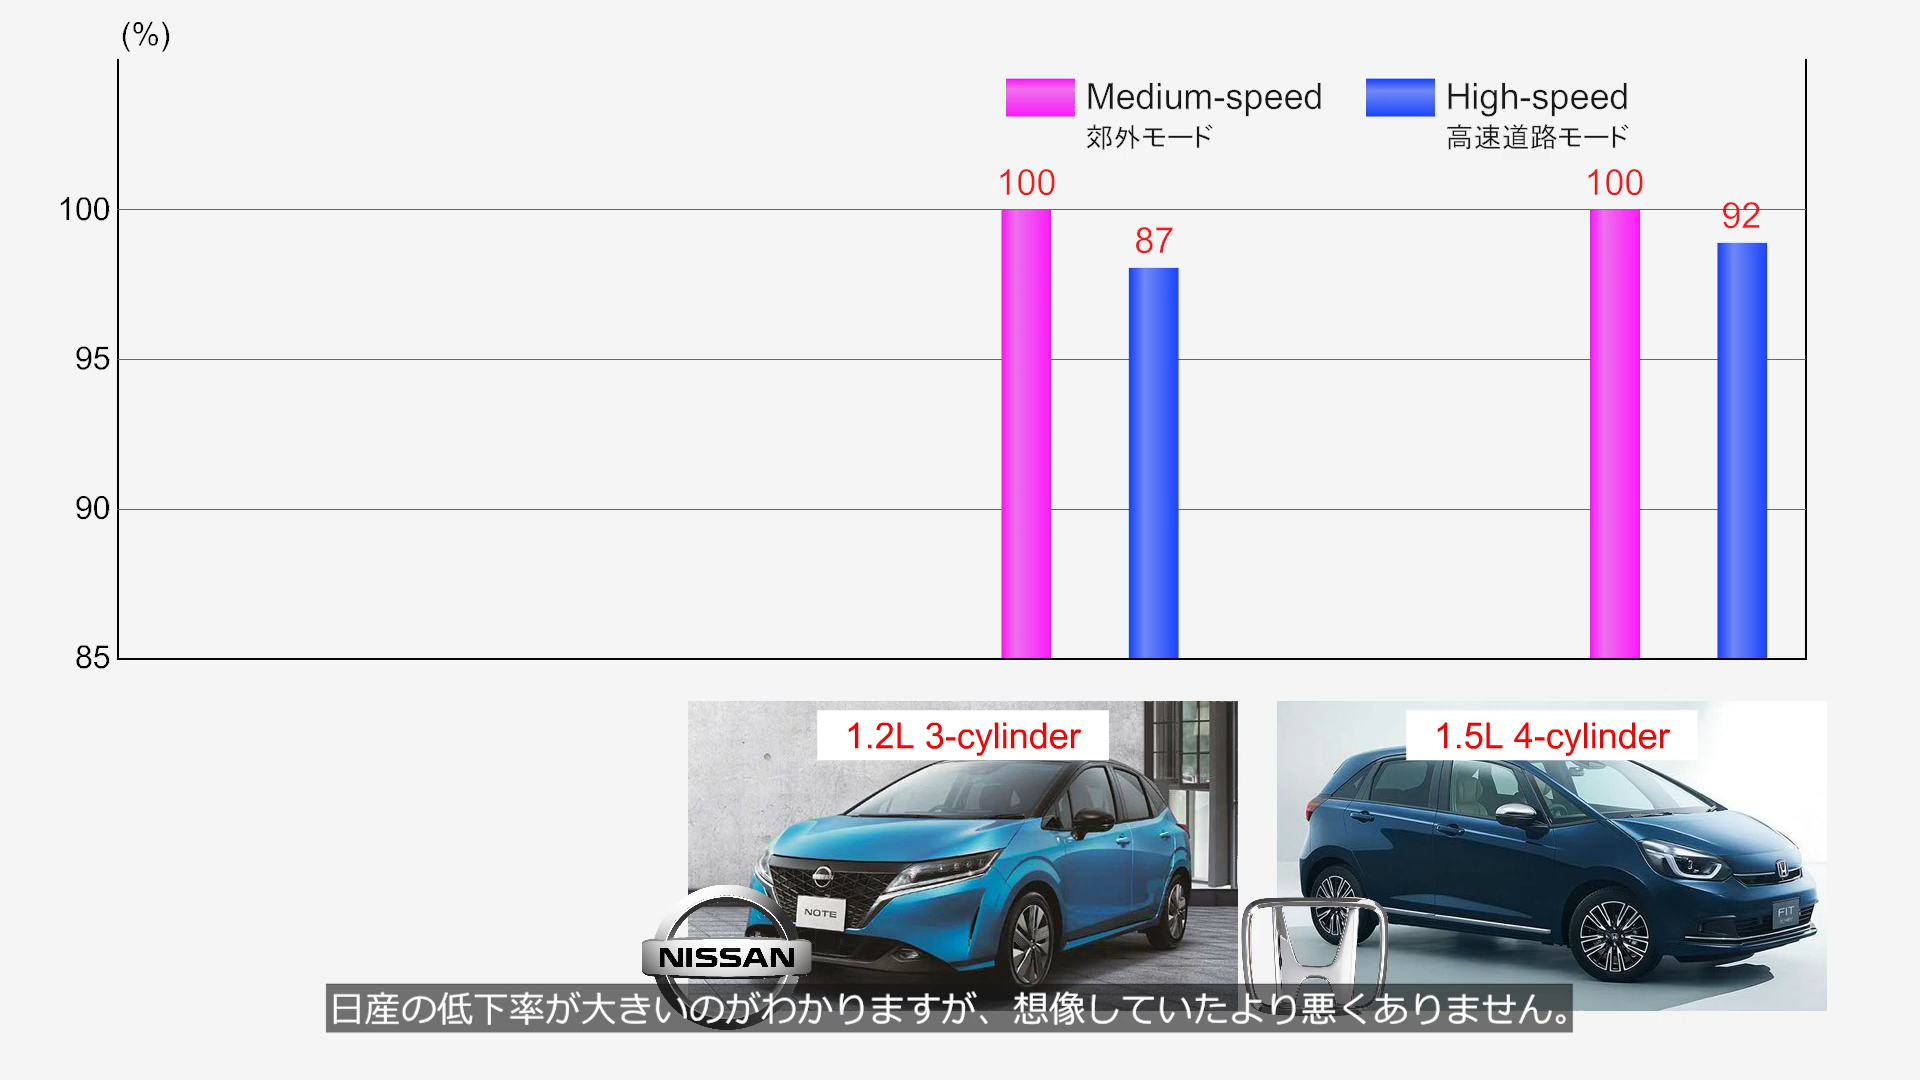 (%)
Medium-speed
郊外モード
High-speed
高速道路モード
100
100
100
92
87
95
90
85
1.2L 3-cylinder
1.5L 4-cylinder
NOTE
FIT
NISSAN
日産の低下率が大きいのがわかりますが、想像していたより悪くありません。